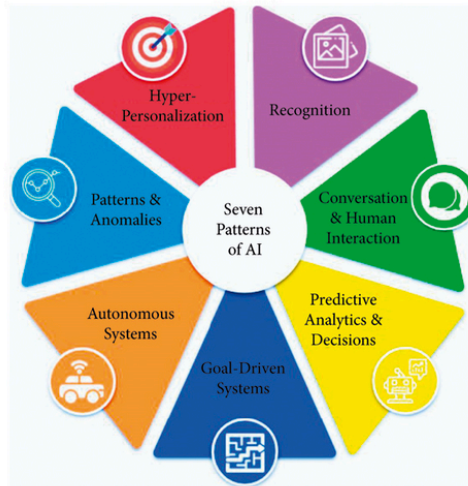 Hyper-
Personalization
Recognition
Patterns &
Anomalies
Seven
Patterns
of AI
Conversation
& Human
Interaction
Autonomous
Systems
Predictive
Analytics &
Decisions
Goal-Driven
Systems